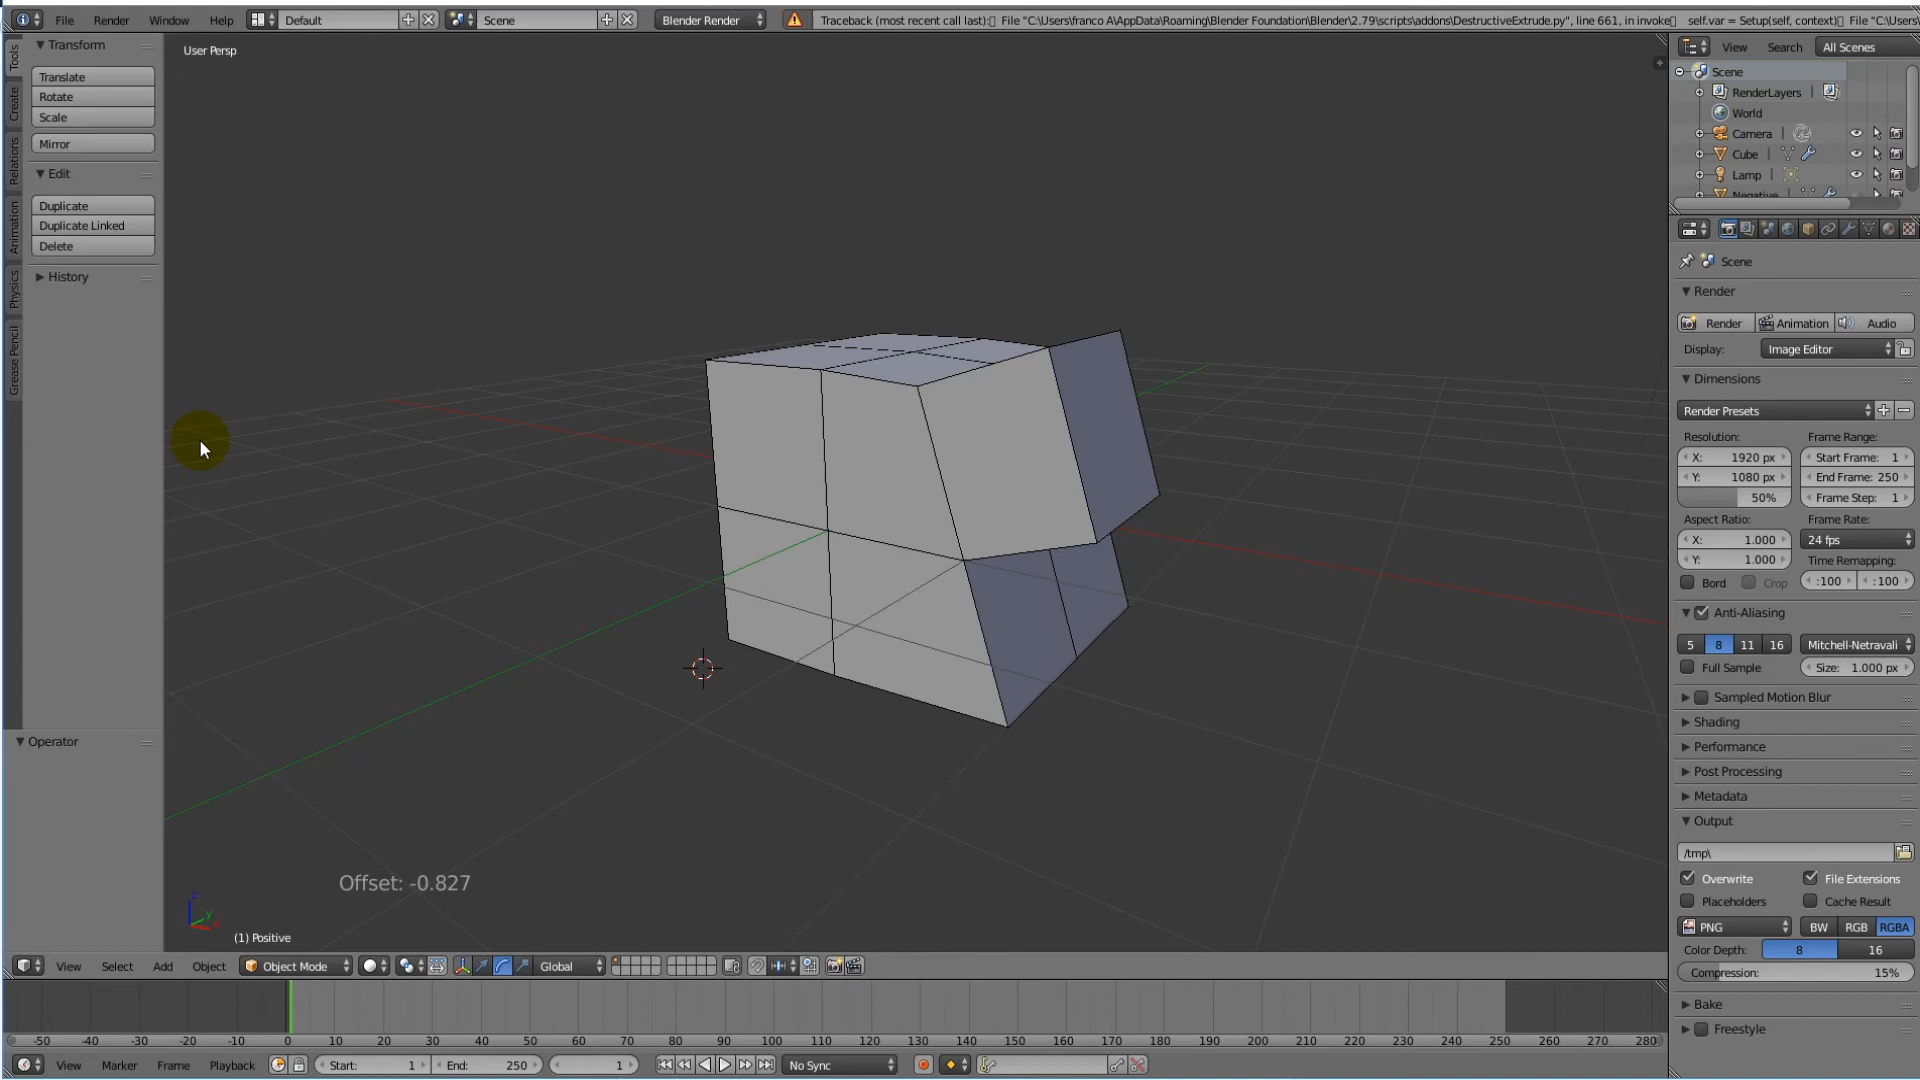 File Render Window Help Default Scene Blender Render Traceback (most recent call last): File "C:\Users\franco A\AppData\Roaming\Blender Foundation\Blender\2.79\scripts\addons\DestructiveExtrude.py", line 661, in invoke self.var = Setup(self, context) File "C:\Users\
Tools
Create
Relations
Animation
Physics
Grease Pencil
Transform
Translate
Rotate
Scale
Mirror
Edit
Duplicate
Duplicate Linked
Delete
History
Operator
User Persp
Offset: -0.827
(1) Positive
View Select Add Object Object Mode Global
View Search All Scenes
Scene
RenderLayers
World
Camera
Cube
Lamp
Negative
Scene
Render
Render Animation Audio
Display: Image Editor
Dimensions
Render Presets
Resolution: Frame Range:
X: 1920 px Start Frame: 1
Y: 1080 px End Frame: 250
50% Frame Step: 1
Aspect Ratio: Frame Rate:
X: 1.000 24 fps
Y: 1.000 Time Remapping:
Bord Crop :100 :100
Anti-Aliasing
5 8 11 16 Mitchell-Netravali
Full Sample Size: 1.000 px
Sampled Motion Blur
Shading
Performance
Post Processing
Metadata
Output
/tmp\
Overwrite File Extensions
Placeholders Cache Result
PNG BW RGB RGBA
Color Depth: 8 16
Compression: 15%
Bake
Freestyle
-50 -40 -30 -20 -10 0 10 20 30 40 50 60 70 80 90 100 110 120 130 140 150 160 170 180 190 200 210 220 230 240 250 260 270 280
View Marker Frame Playback Start: 1 End: 250 1 No Sync